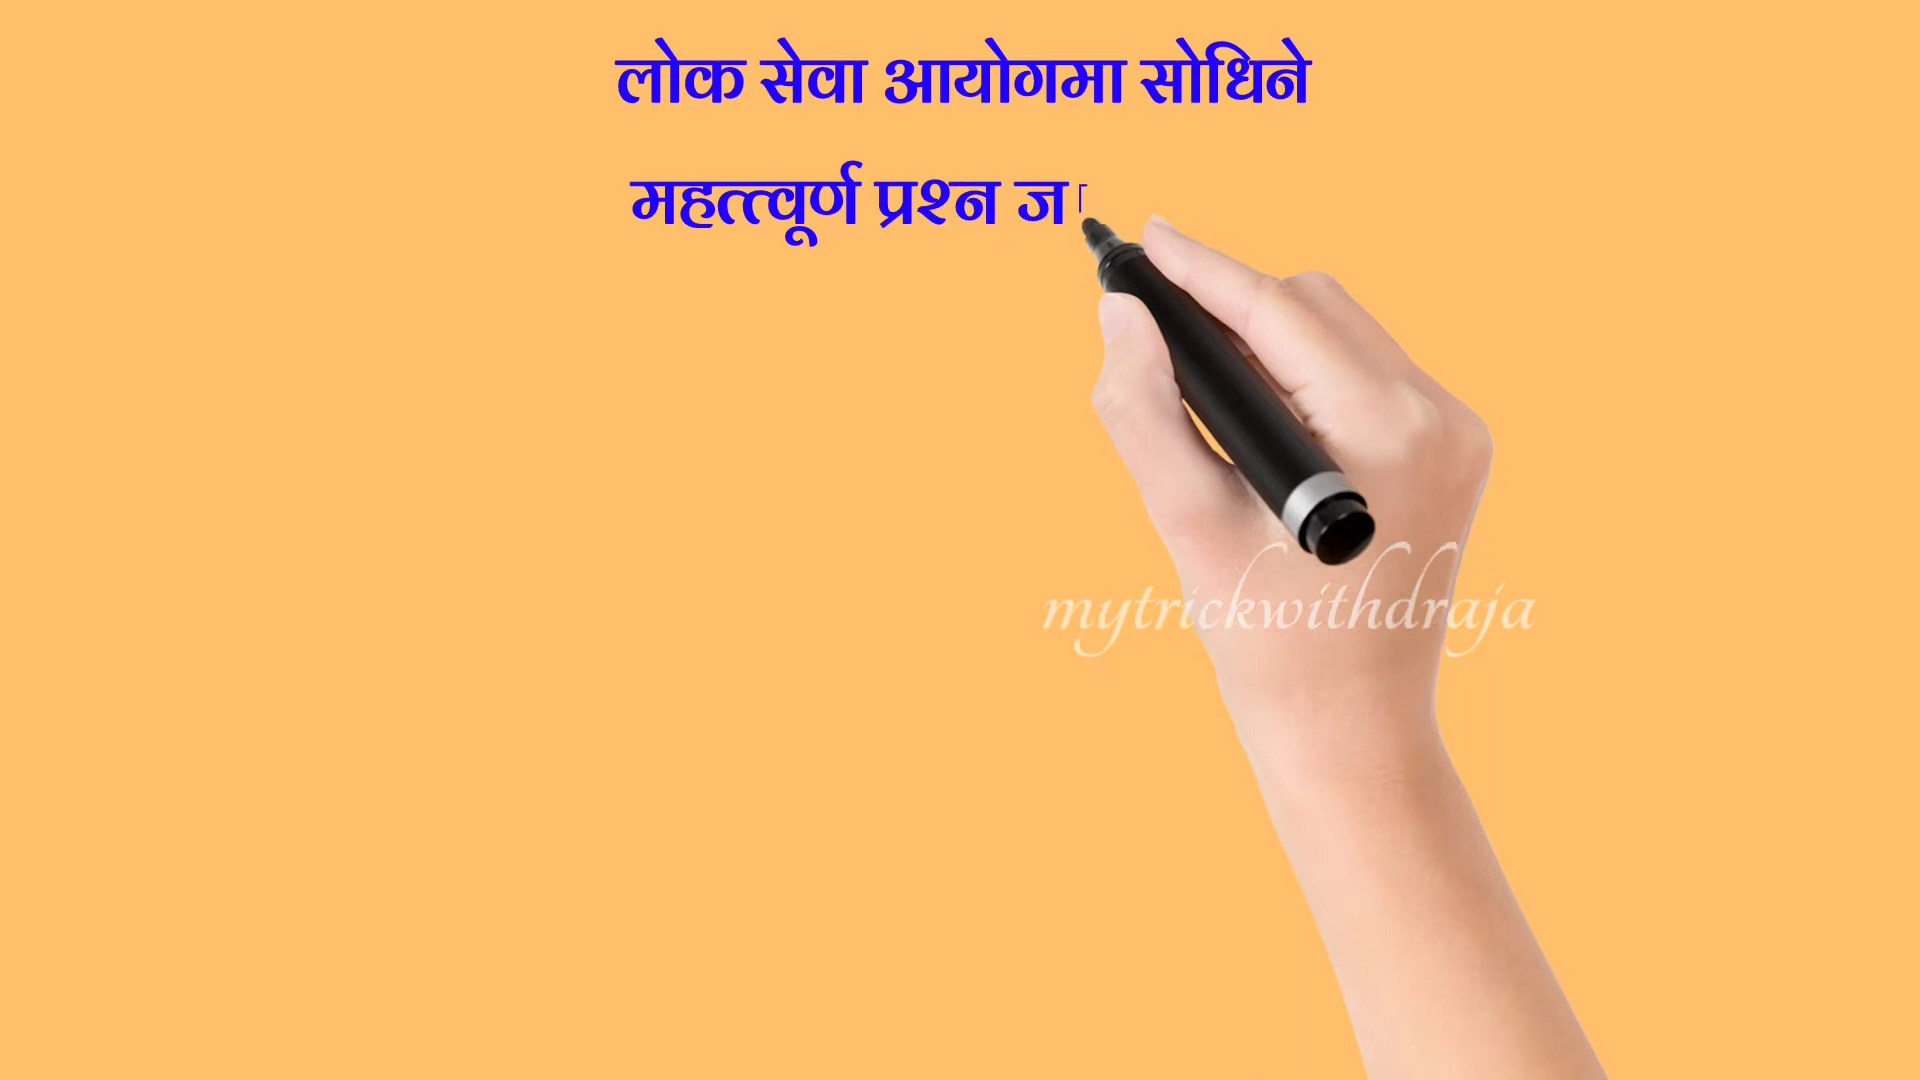 लोक सेवा आयोगमा सोधिने
महत्त्वूर्ण प्रश्न ज
mytrickwithdraja